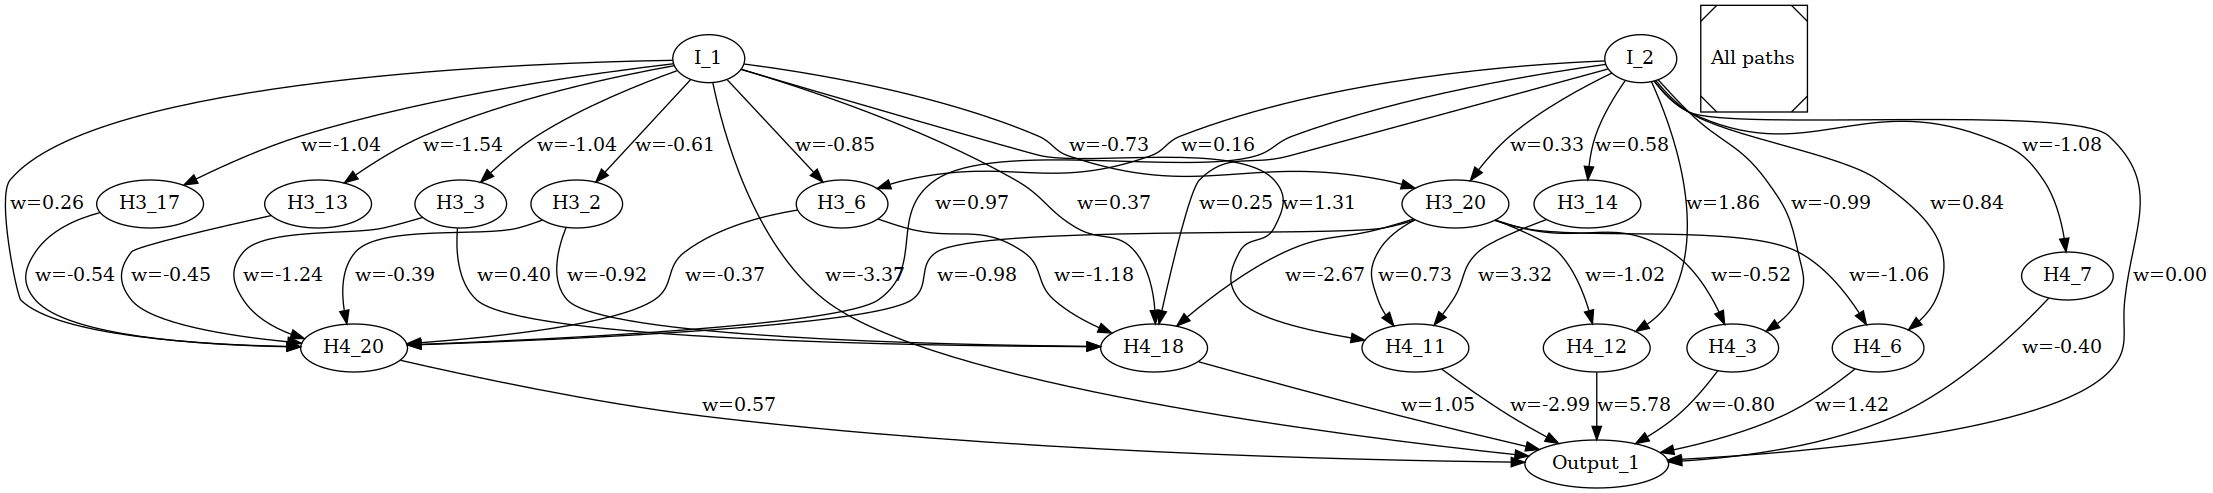 I_1
I_2
All paths
w=-1.04
w=-1.54
w=-1.04
w=-0.61
w=-0.85
w=-0.73
w=0.16
w=0.33
w=0.58
w=-1.08
w=0.26
H3_17
H3_13
H3_3
H3_2
H3_6
w=0.97
w=0.37
w=0.25
w=1.31
H3_20
H3_14
w=1.86
w=-0.99
w=0.84
w=-0.54
w=-0.45
w=-1.24
w=-0.39
w=0.40
w=-0.92
w=-0.37
w=-3.37
w=-0.98
w=-1.18
w=-2.67
w=0.73
w=3.32
w=-1.02
w=-0.52
w=-1.06
H4_7
w=0.00
H4_20
H4_18
H4_11
H4_12
H4_3
H4_6
w=-0.40
w=0.57
w=1.05
w=-2.99
w=5.78
w=-0.80
w=1.42
Output_1